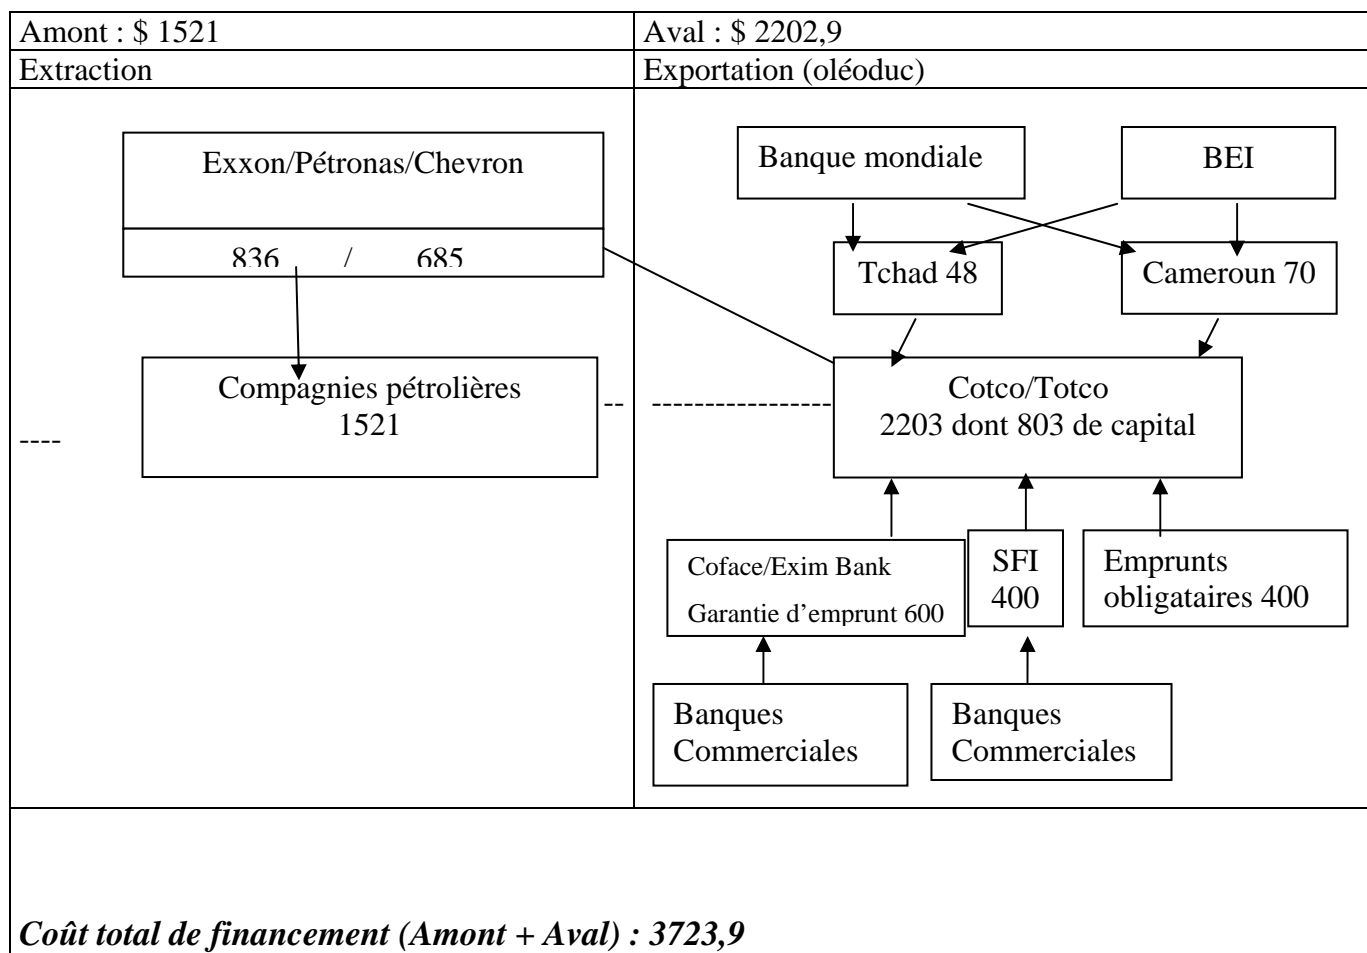 Amont : $ 1521
Aval : $ 2202,9
Extraction
Exportation (oléoduc)
Exxon/Pétronas/Chevron
836 / 685
Compagnies pétrolières
1521
Banque mondiale
BEI
Tchad 48
Cameroun 70
Cotco/Totco
2203 dont 803 de capital
Coface/Exim Bank
Garantie d’emprunt 600
SFI
400
Emprunts
obligataires 400
Banques
Commerciales
Banques
Commerciales
Coût total de financement (Amont + Aval) : 3723,9